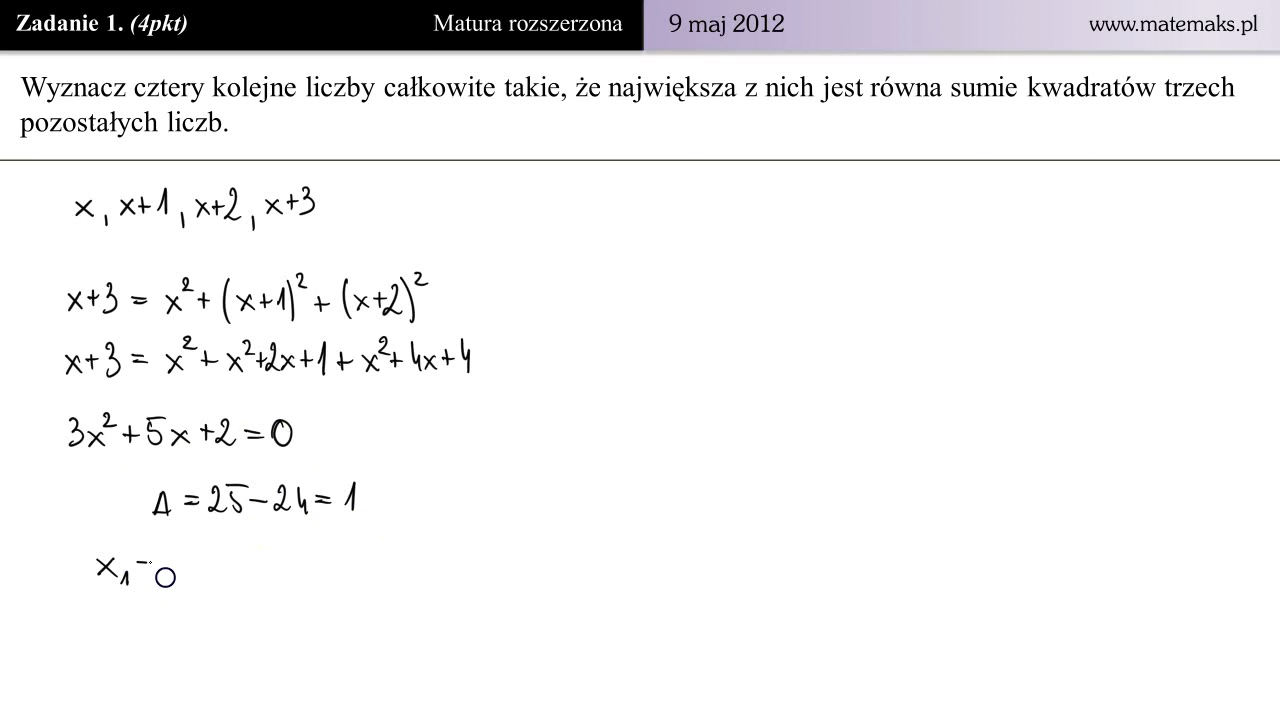 Zadanie 1. (4pkt) Matura rozszerzona 9 maj 2012 www.matemaks.pl
Wyznacz cztery kolejne liczby całkowite takie, że największa z nich jest równa sumie kwadratów trzech
pozostałych liczb.
x, x+1, x+2, x+3
x+3 = x² + (x+1)² + (x+2)²
x+3 = x² + x²+2x+1 + x²+4x+4
3x²+5x+2=0
Δ = 25-24 = 1
x₁ -